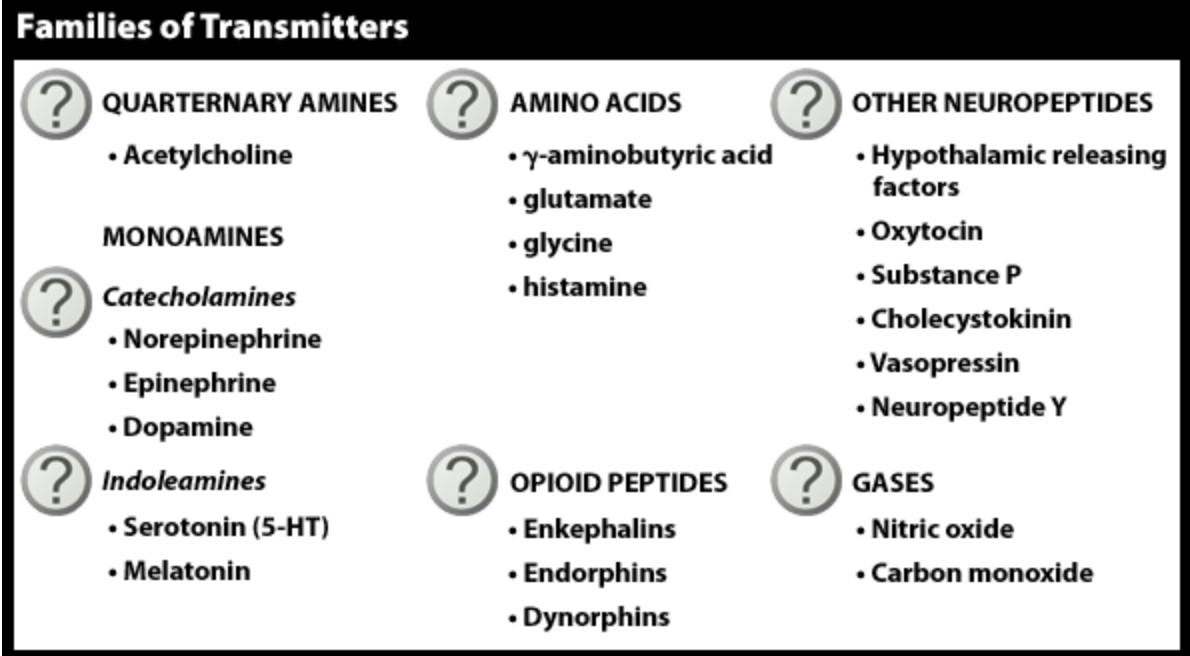 Families of Transmitters
? QUARTERNARY AMINES
• Acetylcholine
MONOAMINES
? Catecholamines
• Norepinephrine
• Epinephrine
• Dopamine
? Indoleamines
• Serotonin (5-HT)
• Melatonin
? AMINO ACIDS
• γ-aminobutyric acid
• glutamate
• glycine
• histamine
? OPIOID PEPTIDES
• Enkephalins
• Endorphins
• Dynorphins
? OTHER NEUROPEPTIDES
• Hypothalamic releasing
factors
• Oxytocin
• Substance P
• Cholecystokinin
• Vasopressin
• Neuropeptide Y
? GASES
• Nitric oxide
• Carbon monoxide